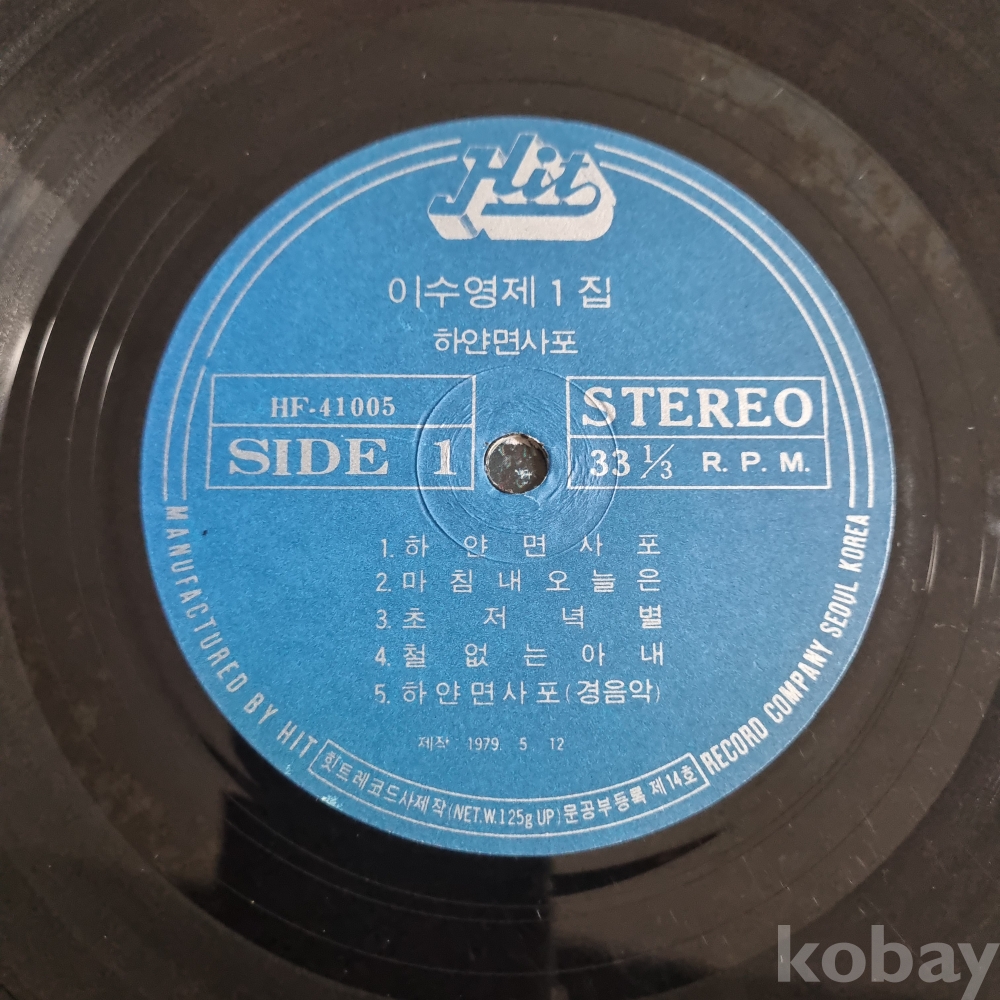 Hit
이수영제1집
하얀면사포
HF-41005
SIDE 1
STEREO
33 1/3 R. P. M.
1. 하얀면사포
2. 마침내오늘은
3. 초저녁별
4. 철없는아내
5. 하얀면사포(경음악)
제작 1979. 5. 12
MANUFACTURED BY HIT RECORD COMPANY SEOUL KOREA
힛트레코드사제작(NET.W.125g UP)문공부등록 제14호
kobay